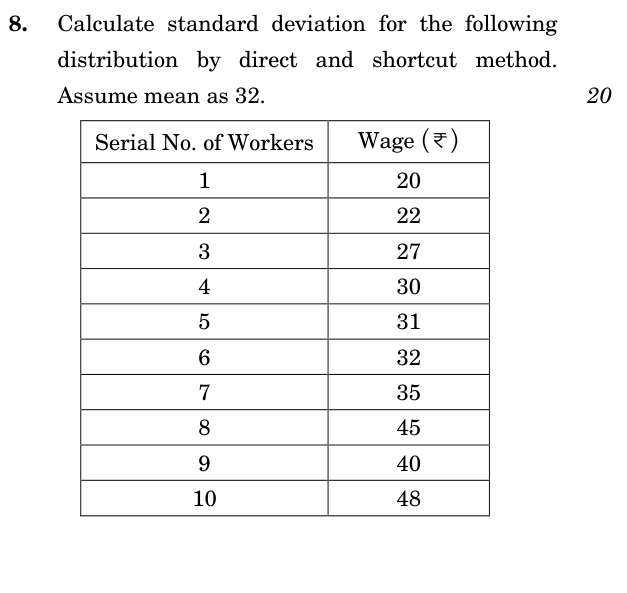 8. Calculate standard deviation for the following
distribution by direct and shortcut method.
Assume mean as 32. 20
Serial No. of Workers Wage (₹)
1 20
2 22
3 27
4 30
5 31
6 32
7 35
8 45
9 40
10 48